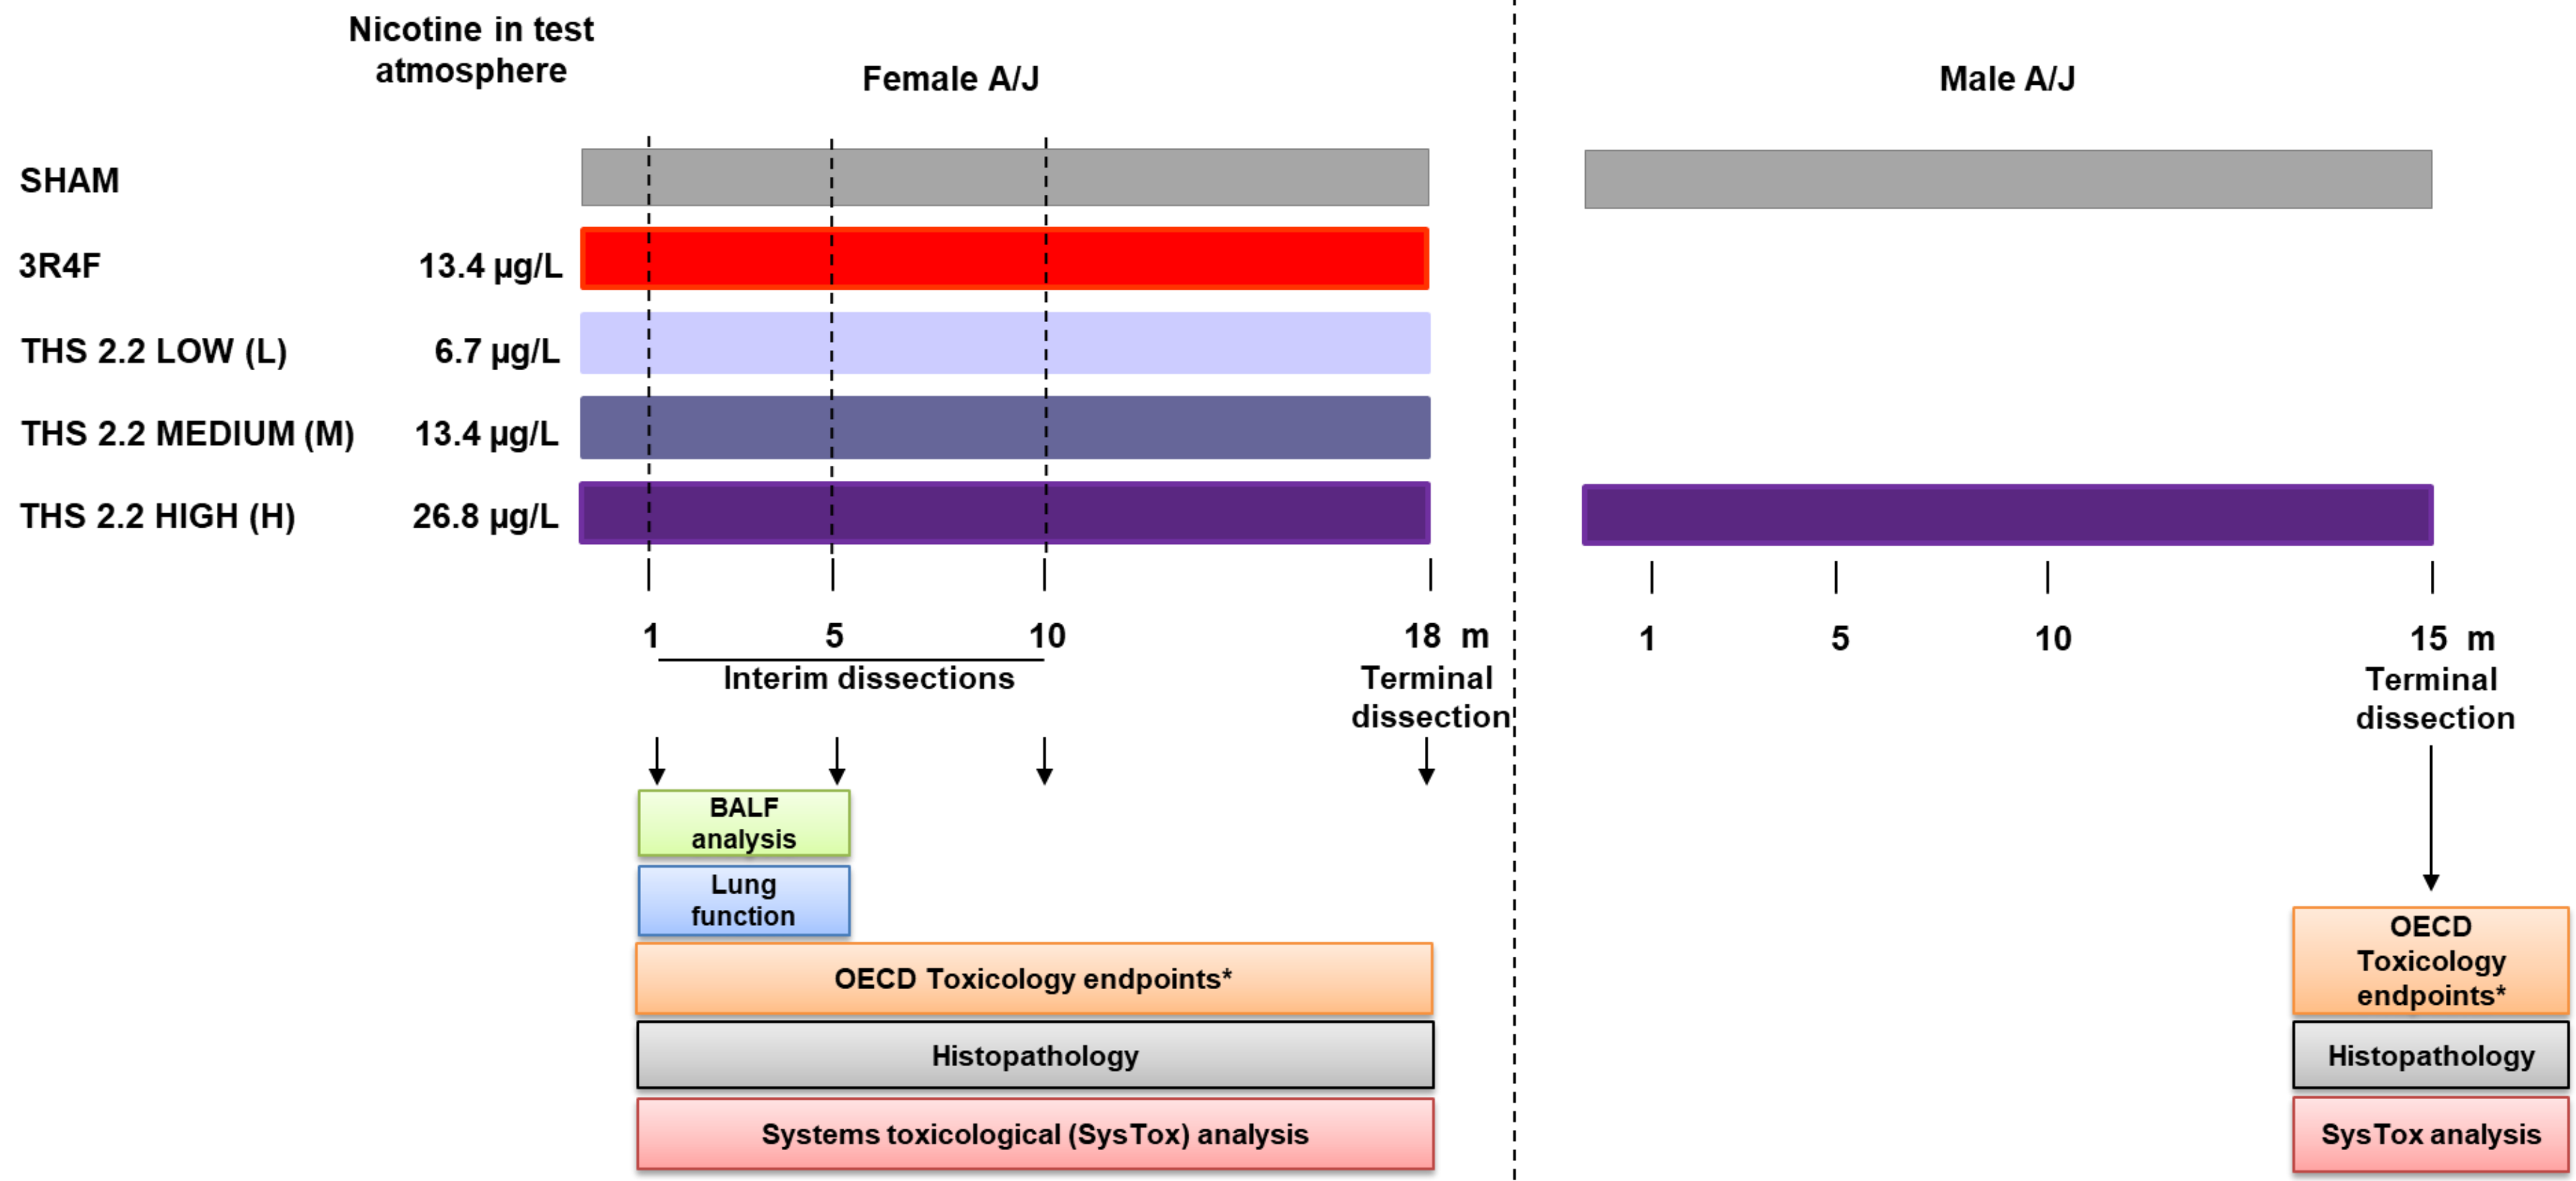 Nicotine in test
atmosphere
Female A/J
Male A/J
SHAM
3R4F 13.4 µg/L
THS 2.2 LOW (L) 6.7 µg/L
THS 2.2 MEDIUM (M) 13.4 µg/L
THS 2.2 HIGH (H) 26.8 µg/L
1 5 10 18 m
Interim dissections
Terminal
dissection
1 5 10 15 m
Terminal
dissection
BALF
analysis
Lung
function
OECD Toxicology endpoints*
Histopathology
Systems toxicological (SysTox) analysis
OECD
Toxicology
endpoints*
Histopathology
SysTox analysis